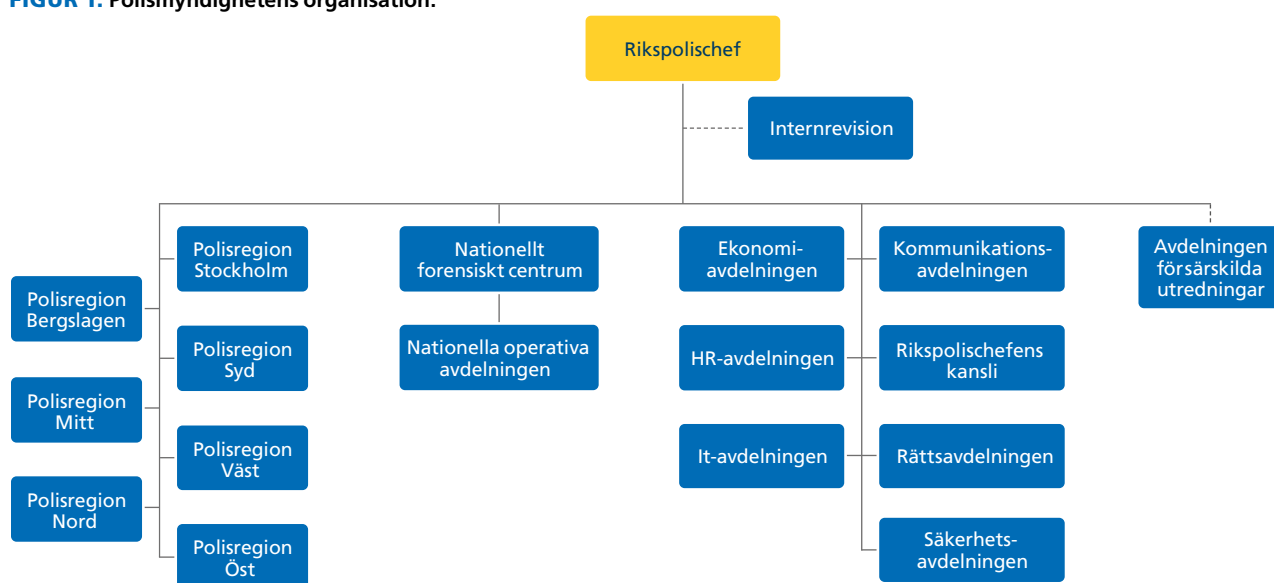 FIGUR 1. Polismyndighetens organisation.
Rikspolischef
Internrevision
Polisregion
Stockholm
Polisregion
Bergslagen
Polisregion
Syd
Polisregion
Mitt
Polisregion
Väst
Polisregion
Nord
Polisregion
Öst
Nationellt
forensiskt centrum
Nationella operativa
avdelningen
Ekonomi-
avdelningen
Kommunikations-
avdelningen
HR-avdelningen
Rikspolischefens
kansli
It-avdelningen
Rättsavdelningen
Säkerhets-
avdelningen
Avdelningen
försärskilda
utredningar